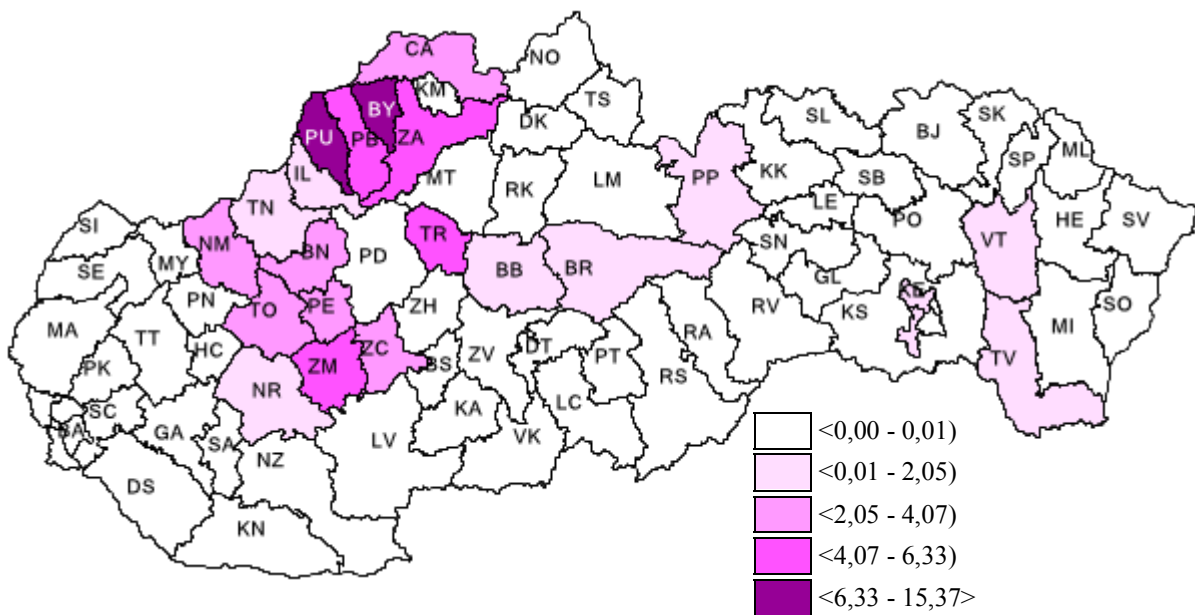 CA
NO
KM
TS
BY
PU
PB
ZA
DK
SL
BJ
SK
SP
ML
IL
MT
RK
LM
PP
KK
SB
LE
PO
HE
SV
TN
SI
NM
BN
PD
TR
BB
BR
SN
GL
VT
SE
MY
PN
TO
PE
ZH
RV
KS
KE
SO
MA
TT
HC
ZM
ZC
BS
ZV
DT
PT
RA
RS
MI
TV
PK
NR
KA
LC
SC
BA
GA
SA
NZ
LV
VK
DS
KN
<0,00 - 0,01)
<0,01 - 2,05)
<2,05 - 4,07)
<4,07 - 6,33)
<6,33 - 15,37>